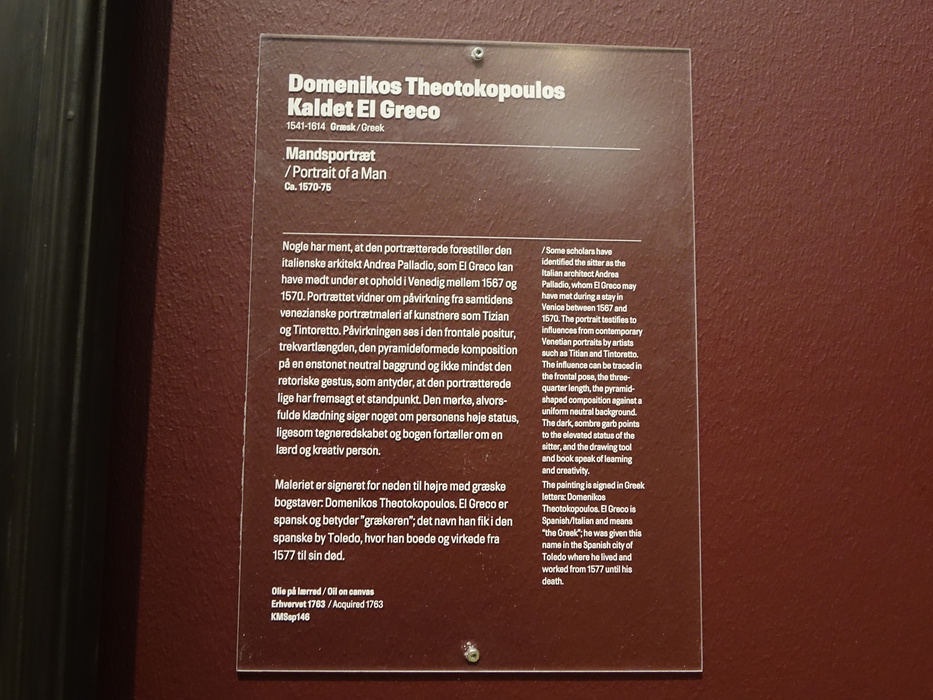 Domenikos Theotokopoulos
Kaldet El Greco
1541-1614 Græsk / Greek
Mandsportræt
/ Portrait of a Man
Ca. 1570-75
Nogle har ment, at den portrætterede forestiller den
italienske arkitekt Andrea Palladio, som El Greco kan
have mødt under et ophold i Venedig mellem 1567 og
1570. Portrættet vidner om påvirkning fra samtidens
venezianske portrætmaleri af kunstnere som Tizian
og Tintoretto. Påvirkningen ses i den frontale positur,
trekvartlængden, den pyramideformede komposition
på en enstonet neutral baggrund og ikke mindst den
retoriske gestus, som antyder, at den portrætterede
lige har fremsagt et standpunkt. Den mørke, alvors-
fulde klædning siger noget om personens høje status,
ligesom tegneredskabet og bogen fortæller om en
lærd og kreativ person.
Maleriet er signeret for neden til højre med græske
bogstaver: Domenikos Theotokopoulos. El Greco er
spansk og betyder "grækeren"; det navn han fik i den
spanske by Toledo, hvor han boede og virkede fra
1577 til sin død.
Olie på lærred / Oil on canvas
Erhvervet 1763 / Acquired 1763
KMSsp146
/ Some scholars have
identified the sitter as the
Italian architect Andrea
Palladio, whom El Greco may
have met during a stay in
Venice between 1567 and
1570. The portrait testifies to
influences from contemporary
Venetian portraits by artists
such as Titian and Tintoretto.
The influence can be traced in
the frontal pose, the three-
quarter length, the pyramid-
shaped composition against a
uniform neutral background.
The dark, sombre garb points
to the elevated status of the
sitter, and the drawing tool
and book speak of learning
and creativity.
The painting is signed in Greek
letters: Domenikos
Theotokopoulos. El Greco is
Spanish/Italian and means
"the Greek"; he was given this
name in the Spanish city of
Toledo where he lived and
worked from 1577 until his
death.